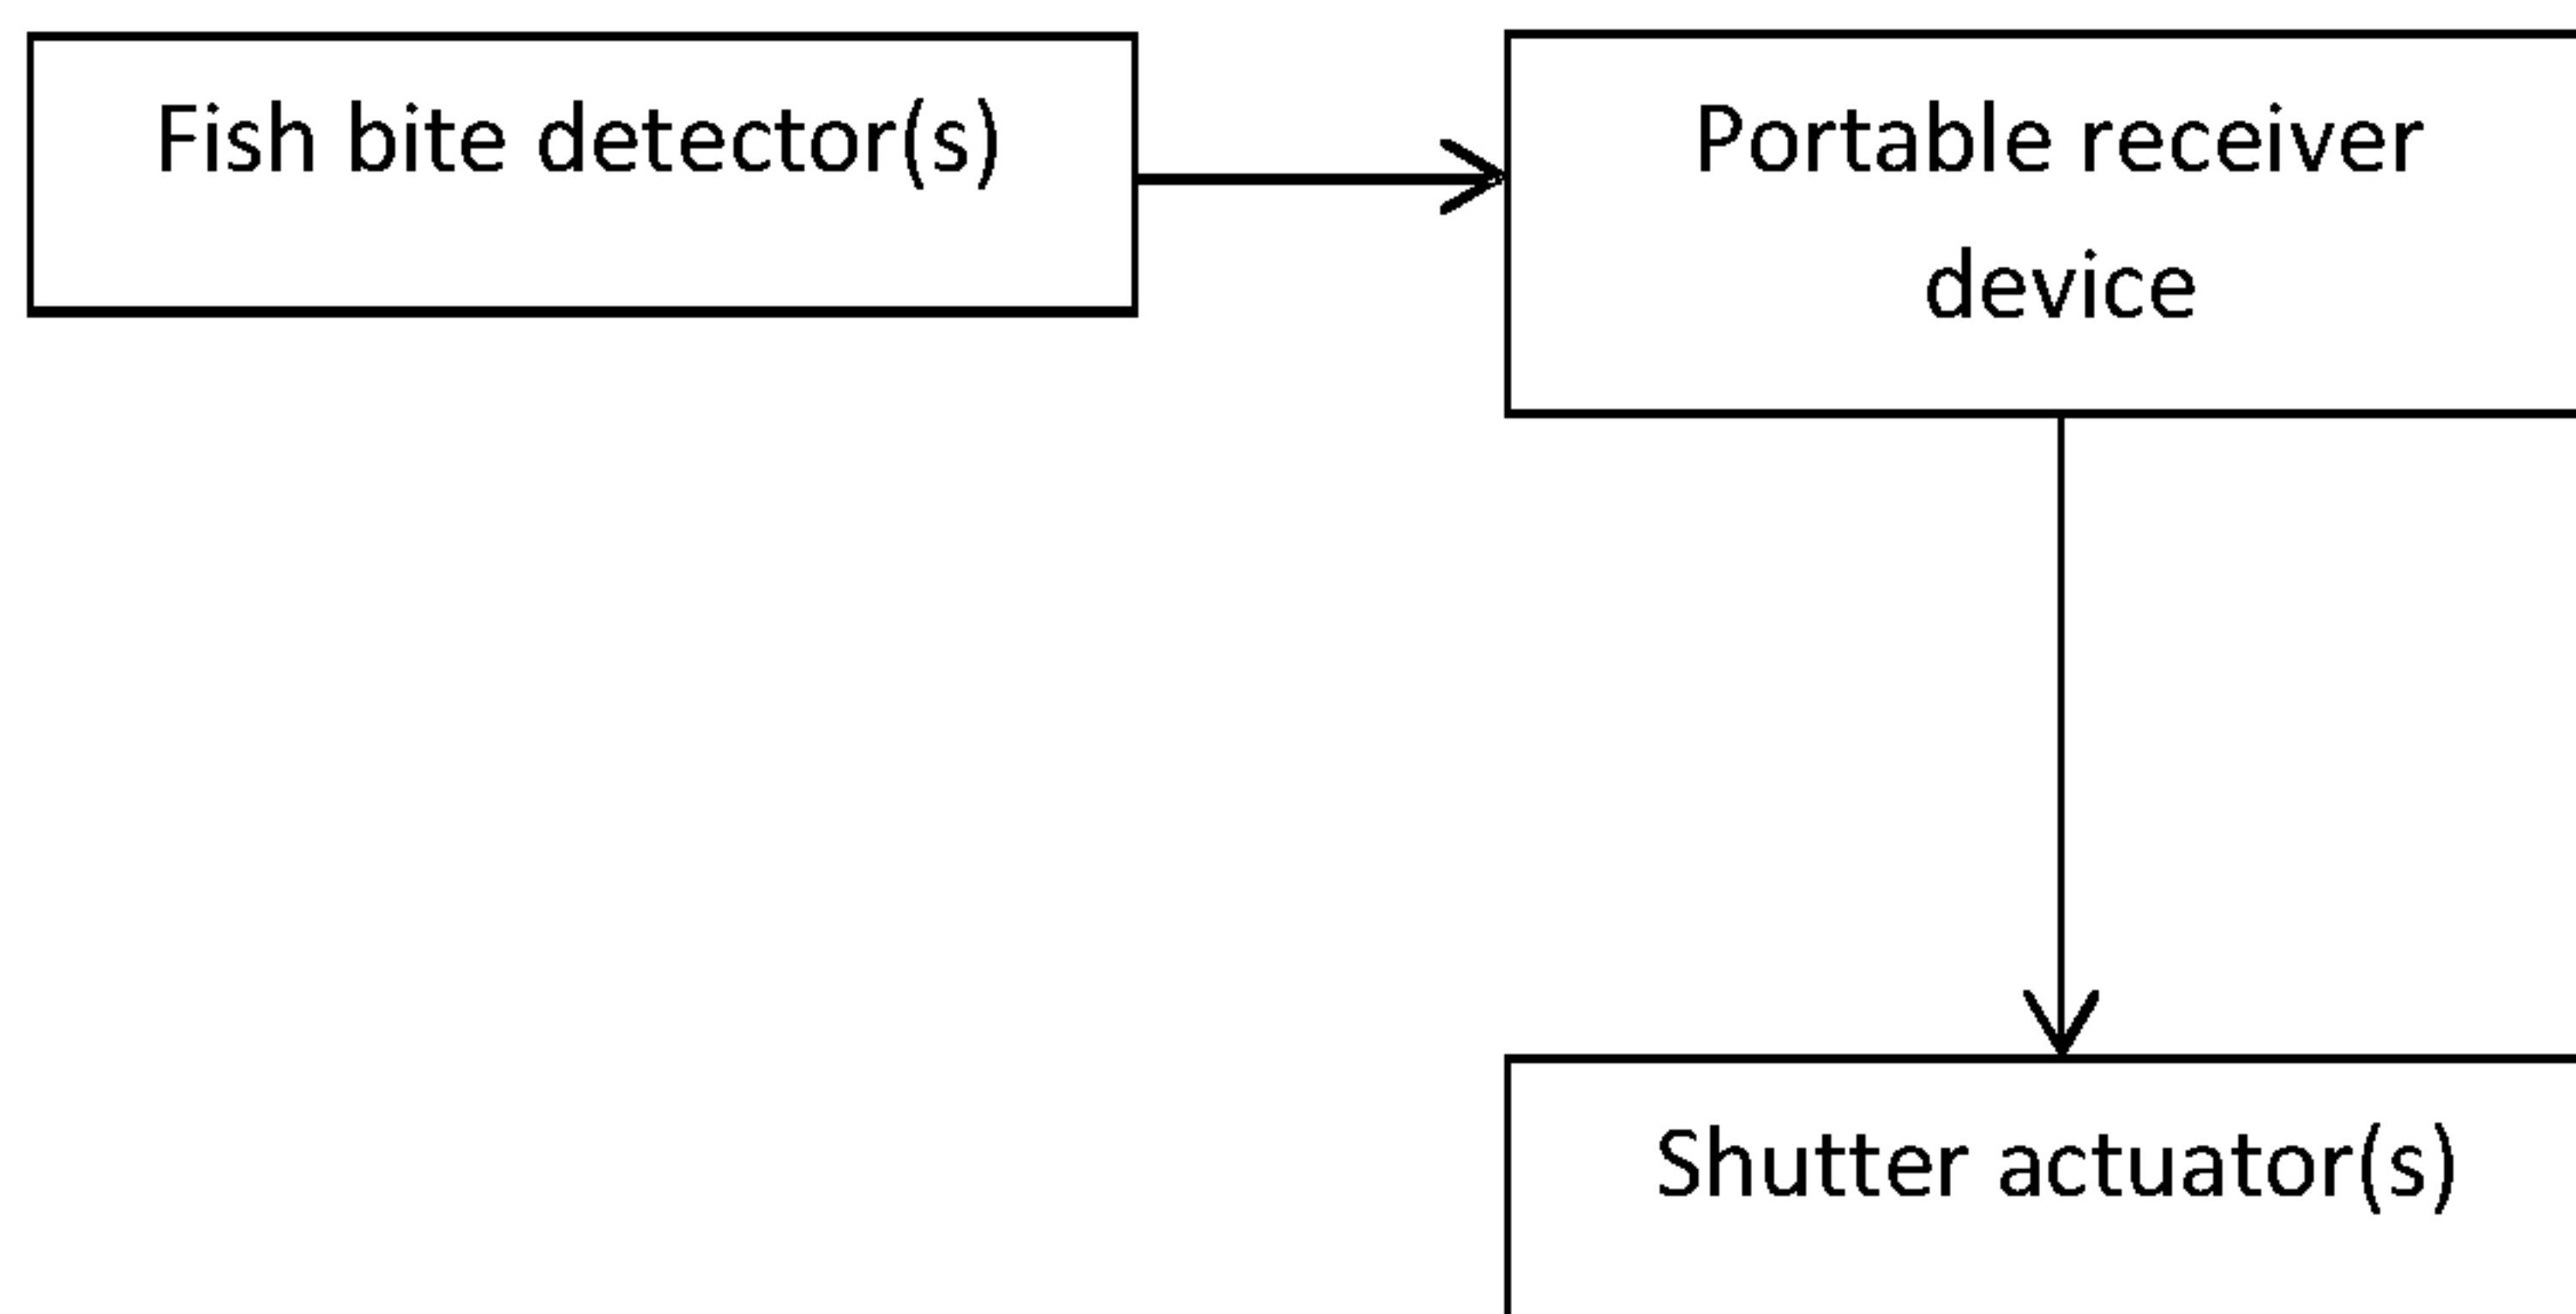 Fish bite detector(s)
Portable receiver
device
Shutter actuator(s)